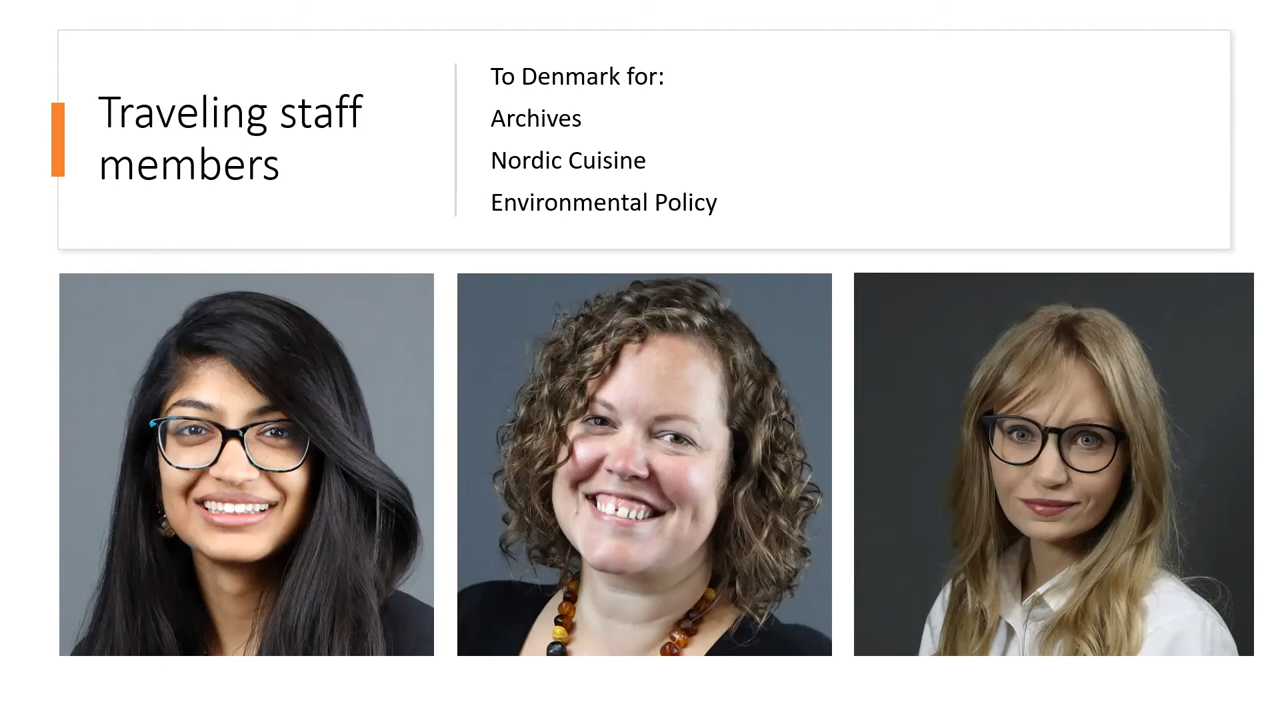 Traveling staff
members
To Denmark for:
Archives
Nordic Cuisine
Environmental Policy